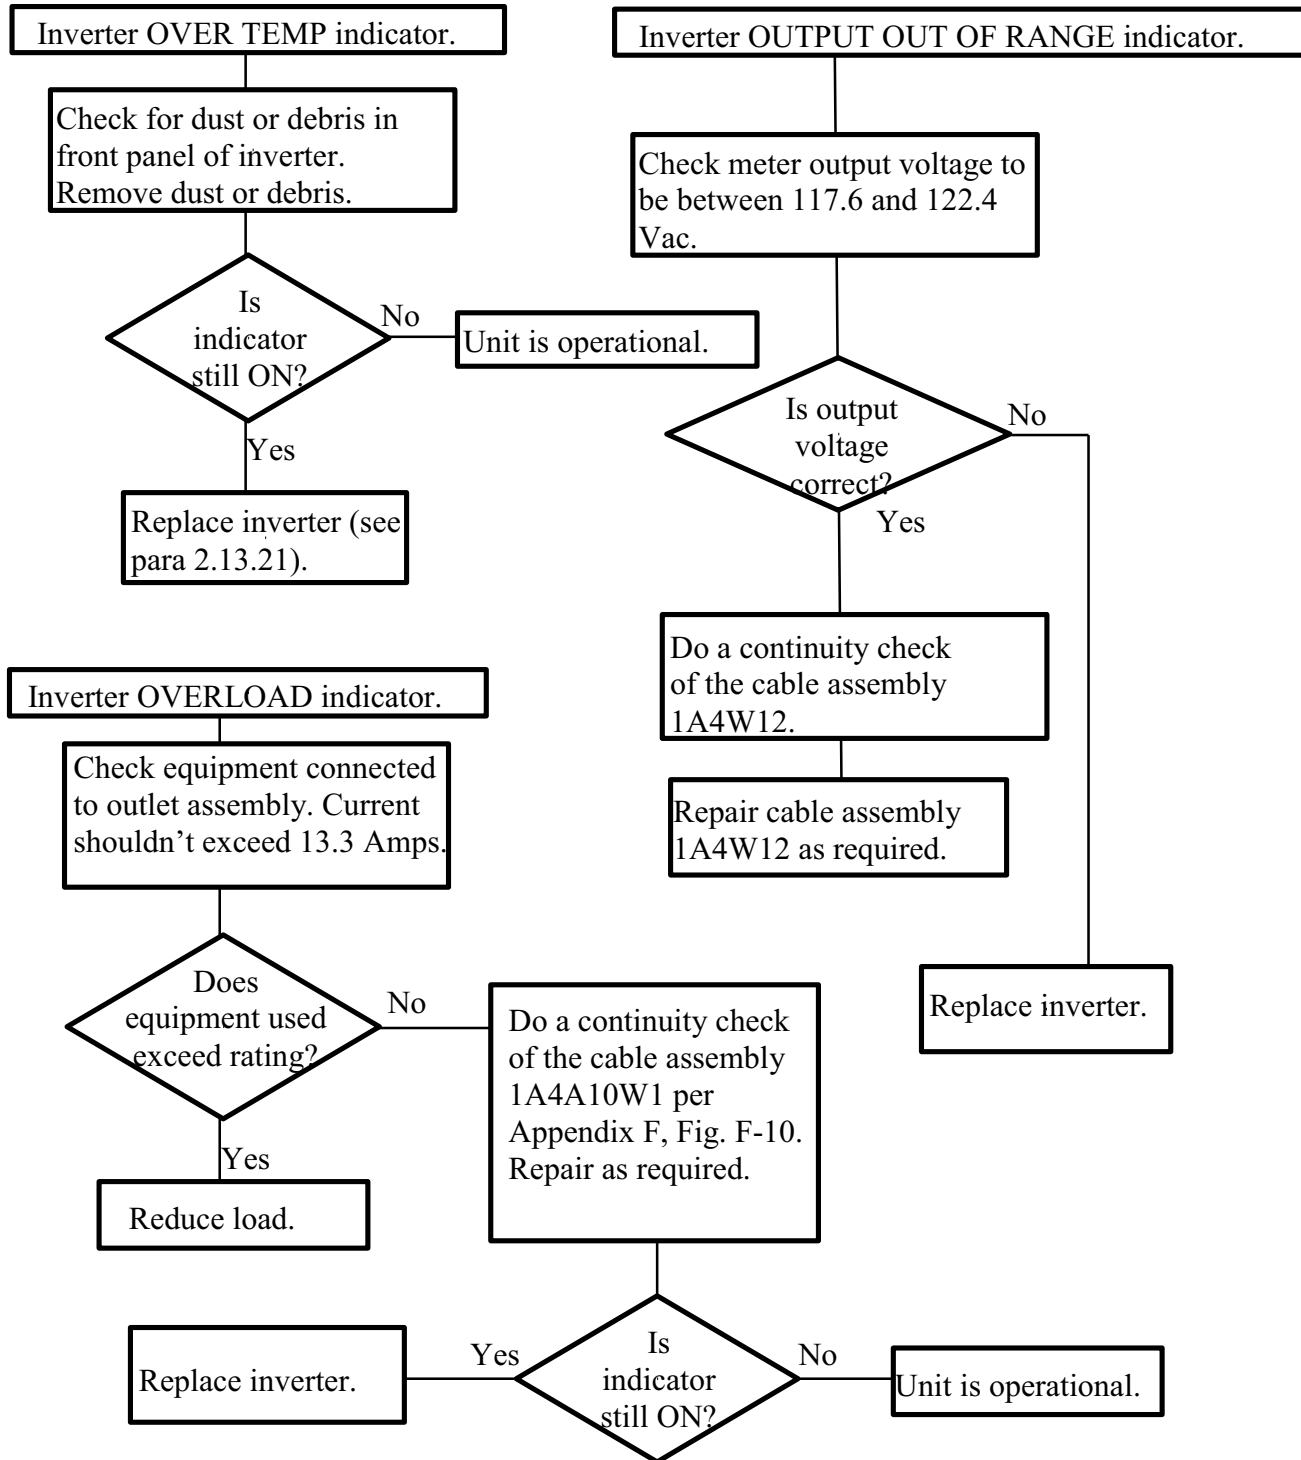 Inverter OVER TEMP indicator.
Check for dust or debris in
front panel of inverter.
Remove dust or debris.
Is
indicator
still ON?
No
Unit is operational.
Yes
Replace inverter (see
para 2.13.21).
Inverter OUTPUT OUT OF RANGE indicator.
Check meter output voltage to
be between 117.6 and 122.4
Vac.
Is output
voltage
correct?
No
Yes
Do a continuity check
of the cable assembly
1A4W12.
Repair cable assembly
1A4W12 as required.
Replace inverter.
Inverter OVERLOAD indicator.
Check equipment connected
to outlet assembly. Current
shouldn’t exceed 13.3 Amps.
Does
equipment used
exceed rating?
No
Yes
Reduce load.
Do a continuity check
of the cable assembly
1A4A10W1 per
Appendix F, Fig. F-10.
Repair as required.
Is
indicator
still ON?
Yes
Replace inverter.
No
Unit is operational.